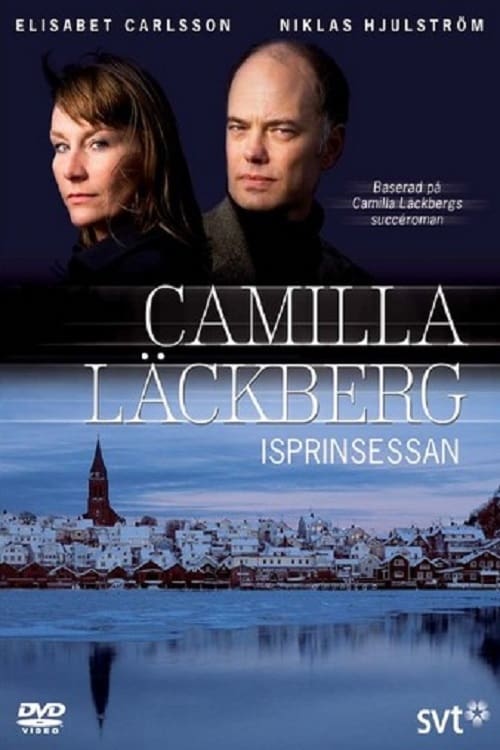 ELISABET CARLSSON NIKLAS HJULSTRÖM
Baserad på
Camilla Läckbergs
succéroman
CAMILLA
LÄCKBERG
ISPRINSESSAN
DVD
VIDEO
svt